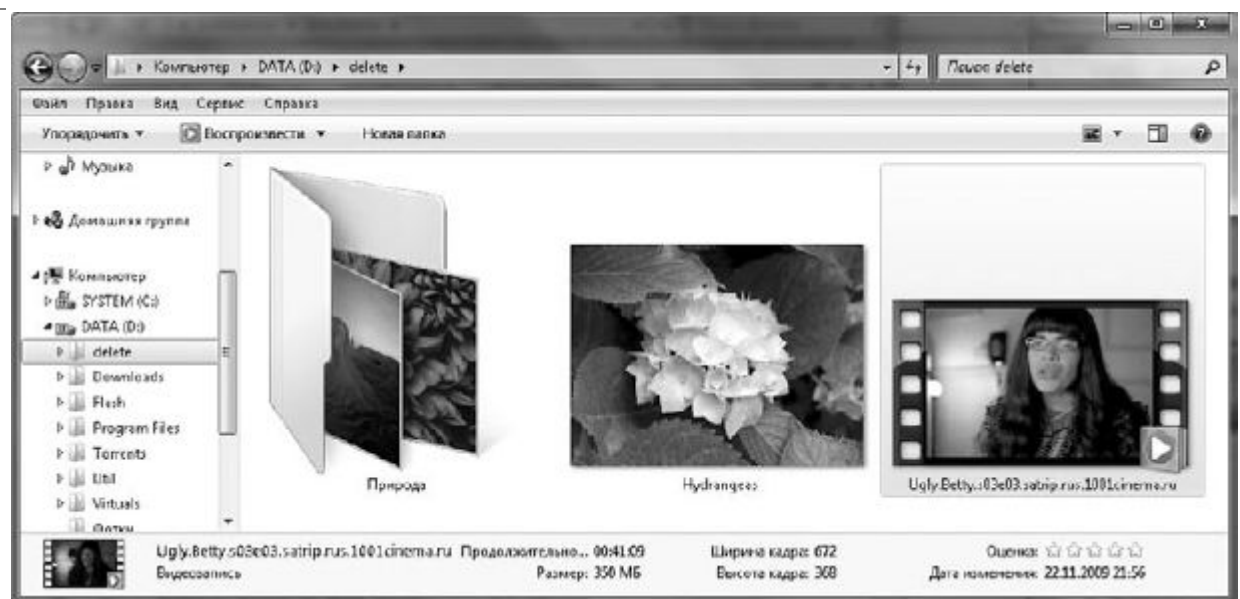 Компьютер ▸ DATA (D:) ▸ delete ▸
Поиск: delete
Файл Правка Вид Сервис Справка
Упорядочить ▾ Воспроизвести ▾ Новая папка
Музыка
Домашняя группа
Компьютер
SYSTEM (C:)
DATA (D:)
delete
Downloads
Flash
Program Files
Torrents
Util
Virtuals
Фотки
Природа
Hydrangeas
Ugly.Betty.s03e03.satrip.rus.1001cinema.ru
Ugly.Betty.s03e03.satrip.rus.1001cinema.ru Продолжительно... 00:41:09 Ширина кадра: 672 Оценка: ☆☆☆☆☆
Видеозапись Размер: 350 МБ Высота кадра: 368 Дата изменения: 22.11.2009 21:56